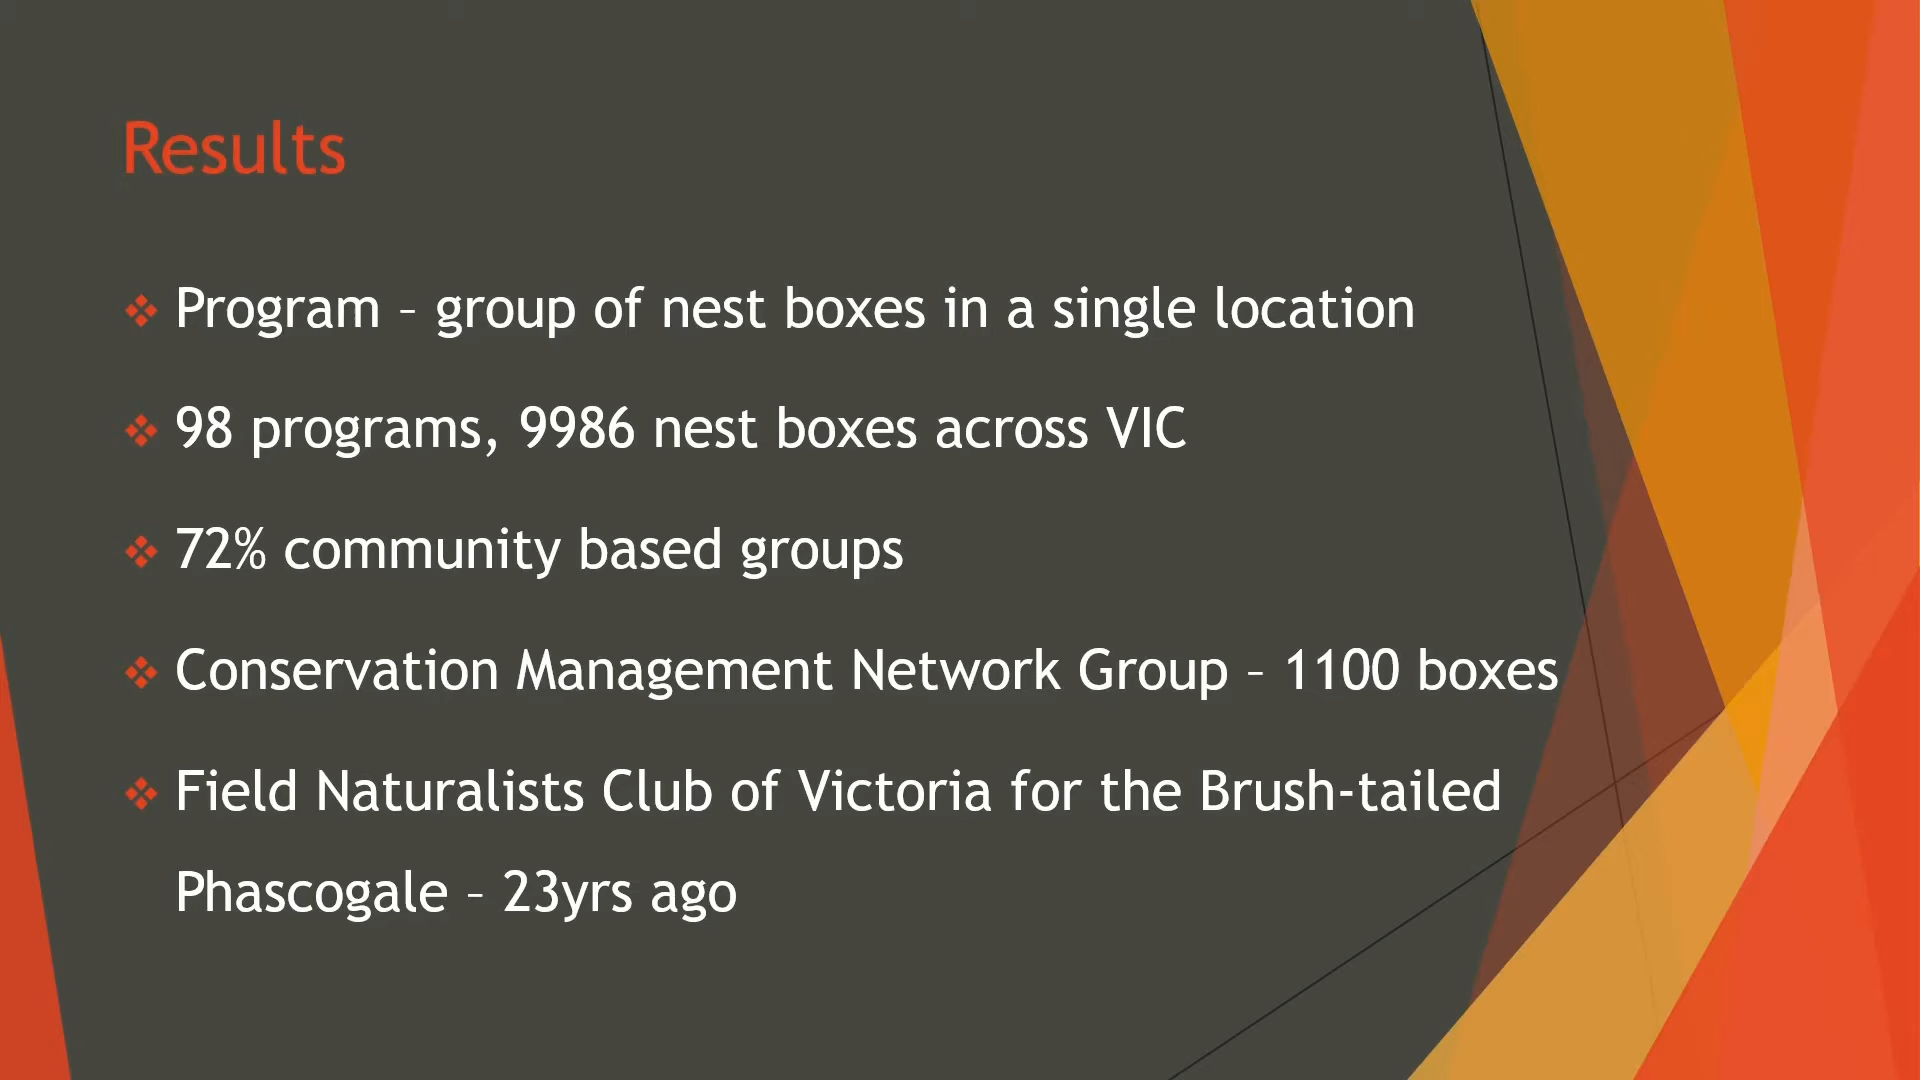 Results
Program – group of nest boxes in a single location
98 programs, 9986 nest boxes across VIC
72% community based groups
Conservation Management Network Group – 1100 boxes
Field Naturalists Club of Victoria for the Brush-tailed
Phascogale – 23yrs ago